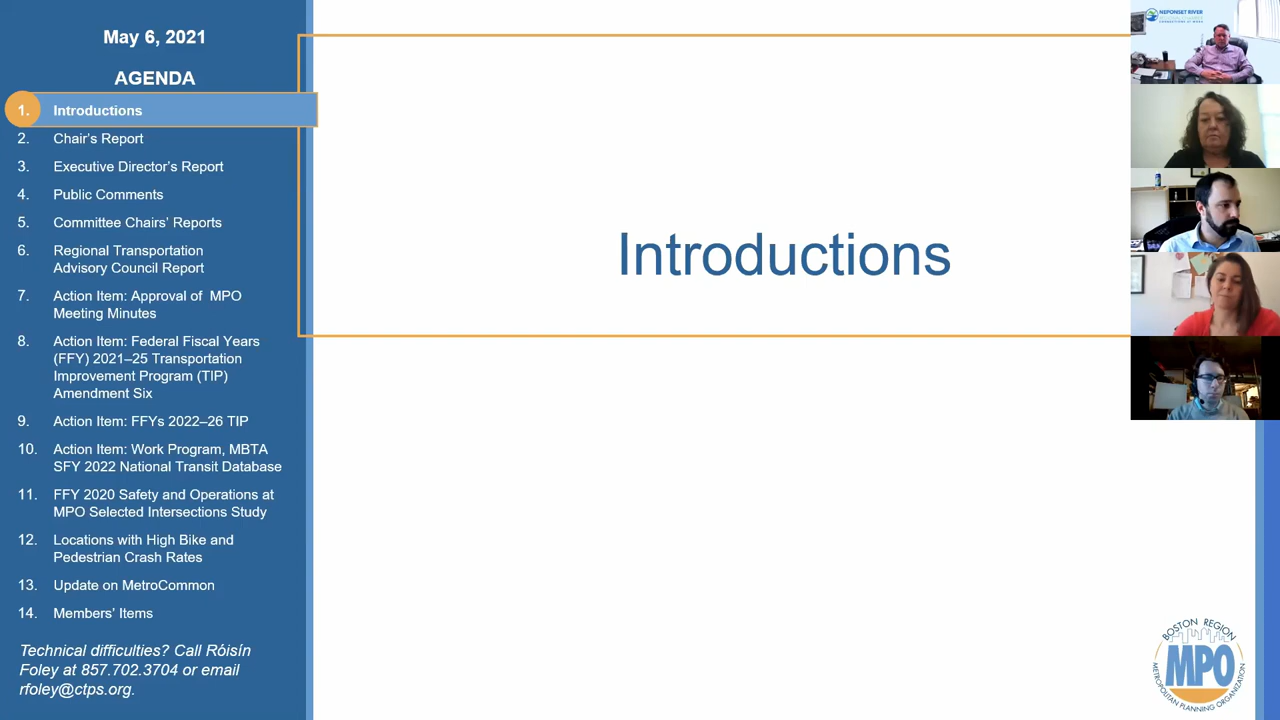 May 6, 2021
AGENDA
1. Introductions
2. Chair's Report
3. Executive Director's Report
4. Public Comments
5. Committee Chairs' Reports
6. Regional Transportation
Advisory Council Report
7. Action Item: Approval of MPO
Meeting Minutes
8. Action Item: Federal Fiscal Years
(FFY) 2021–25 Transportation
Improvement Program (TIP)
Amendment Six
9. Action Item: FFYs 2022–26 TIP
10. Action Item: Work Program, MBTA
SFY 2022 National Transit Database
11. FFY 2020 Safety and Operations at
MPO Selected Intersections Study
12. Locations with High Bike and
Pedestrian Crash Rates
13. Update on MetroCommon
14. Members' Items
Technical difficulties? Call Róisín
Foley at 857.702.3704 or email
rfoley@ctps.org.
Introductions
NEPONSET RIVER
BOSTON REGION
MPO
METROPOLITAN PLANNING ORGANIZATION